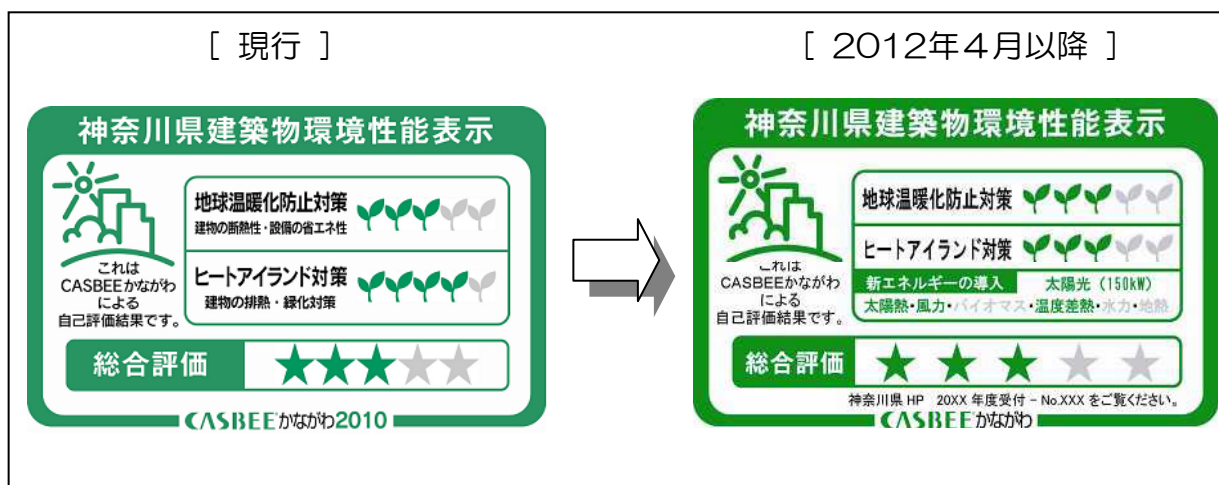 [ 現行 ]
神奈川県建築物環境性能表示
地球温暖化防止対策
建物の断熱性・設備の省エネ性
ヒートアイランド対策
建物の排熱・緑化対策
これは
CASBEEかながわ
による
自己評価結果です。
総合評価
CASBEEかながわ2010
[ 2012年4月以降 ]
神奈川県建築物環境性能表示
地球温暖化防止対策
ヒートアイランド対策
新エネルギーの導入 太陽光（150kW）
太陽熱・風力・バイオマス・温度差熱・水力・地熱
これは
CASBEEかながわ
による
自己評価結果です。
総合評価
神奈川県 HP 20XX 年度受付 － No.XXX をご覧ください。
CASBEEかながわ